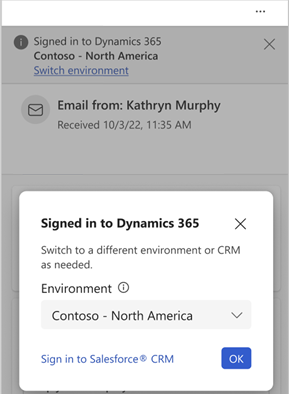 Signed in to Dynamics 365
Contoso - North America
Switch environment
Email from: Kathryn Murphy
Received 10/3/22, 11:35 AM
Signed in to Dynamics 365
Switch to a different environment or CRM
as needed.
Environment
Contoso - North America
Sign in to Salesforce® CRM
OK